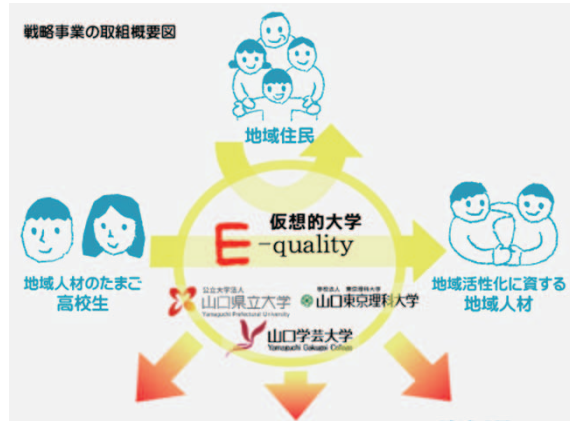 戦略事業の取組概要図
地域住民
仮想的大学
E-quality
地域人材のたまご
高校生
地域活性化に資する
地域人材
公立大学法人
山口県立大学
Yamaguchi Prefectural University
学校法人 東京理科大学
山口東京理科大学
山口学芸大学
Yamaguchi Gakugei College